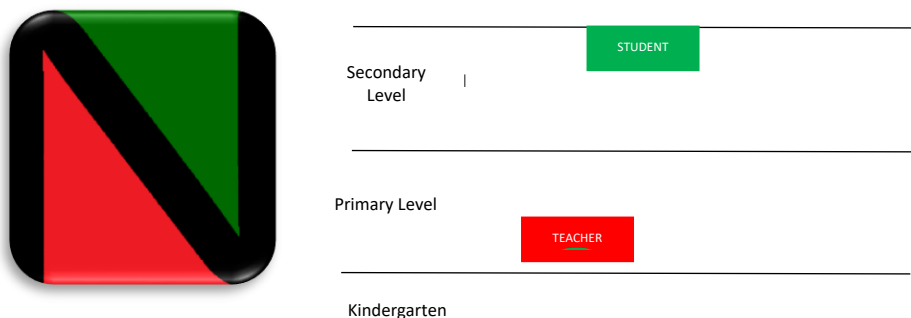 STUDENT
Secondary
Level
Primary Level
TEACHER
Kindergarten